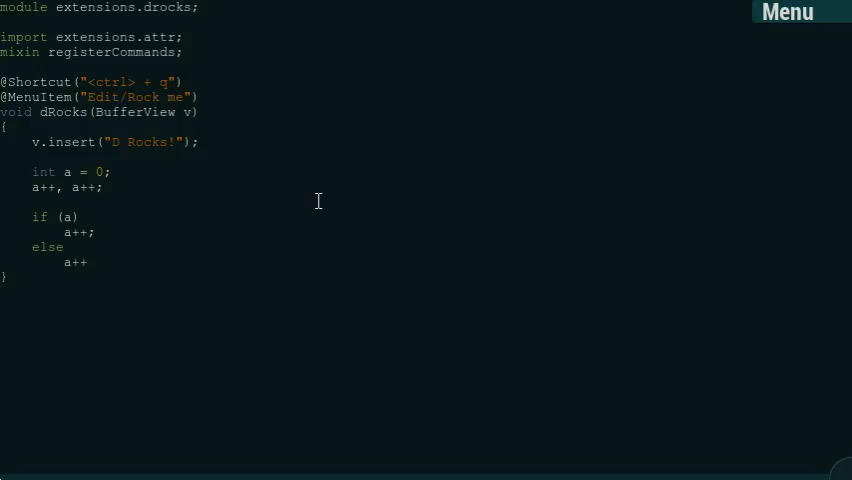 module extensions.drocks;
Menu
import extensions.attr;
mixin registerCommands;
@Shortcut("<ctrl> + q")
@MenuItem("Edit/Rock me")
void dRocks(BufferView v)
{
    v.insert("D Rocks!");
    int a = 0;
    a++, a++;
    if (a)
        a++;
    else
        a++
}